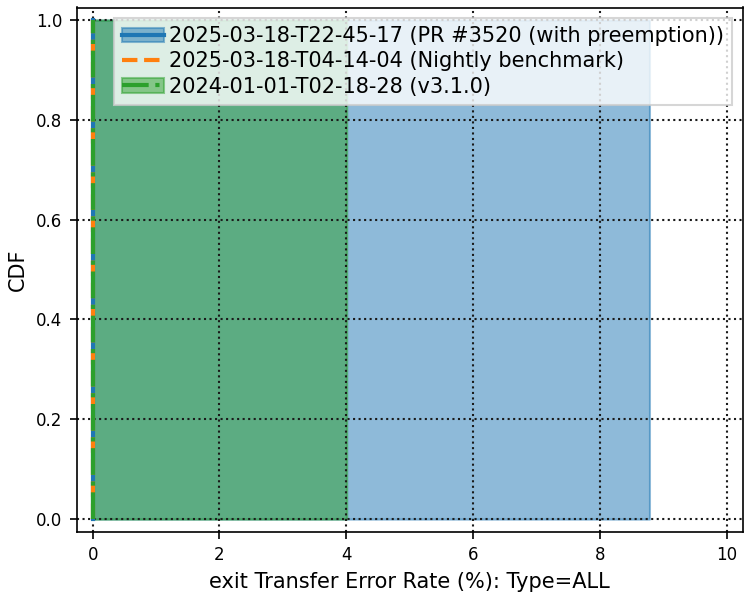 1.0
0.8
0.6
0.4
0.2
0.0
CDF
2025-03-18-T22-45-17 (PR #3520 (with preemption))
2025-03-18-T04-14-04 (Nightly benchmark)
2024-01-01-T02-18-28 (v3.1.0)
0 2 4 6 8 10
exit Transfer Error Rate (%): Type=ALL